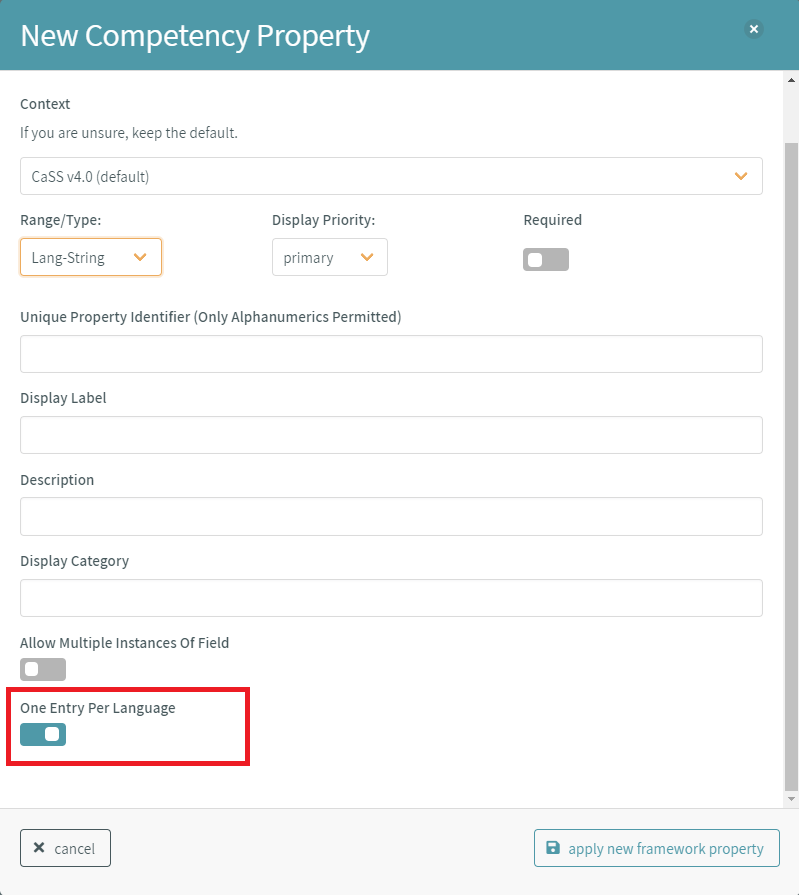 New Competency Property
Context
If you are unsure, keep the default.
CaSS v4.0 (default)
Range/Type: Display Priority: Required
Lang-String primary
Unique Property Identifier (Only Alphanumerics Permitted)
Display Label
Description
Display Category
Allow Multiple Instances Of Field
One Entry Per Language
cancel apply new framework property